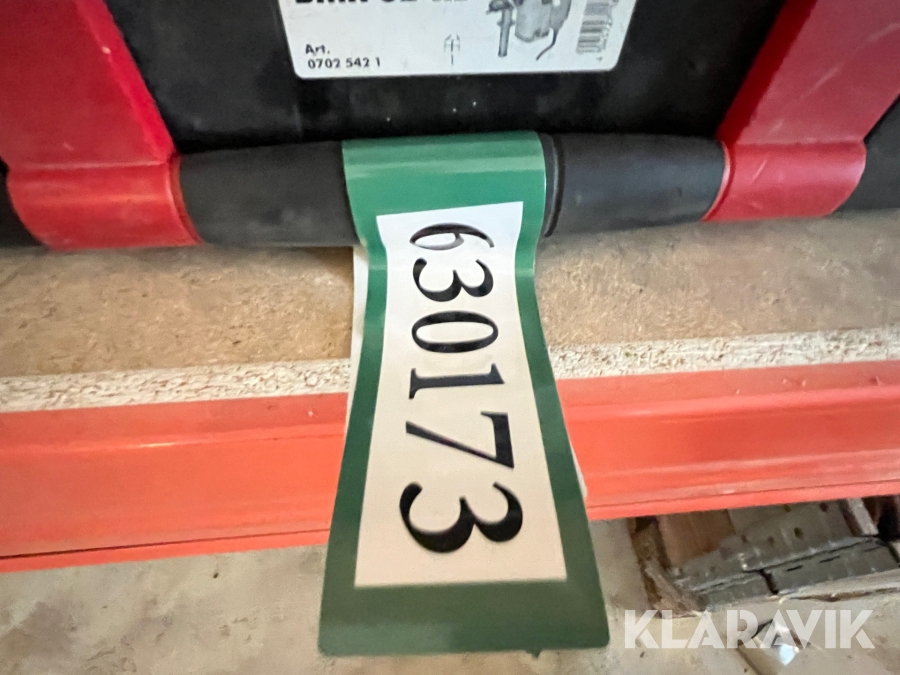 Art.
0702 542 1
630173
KLARAVIK